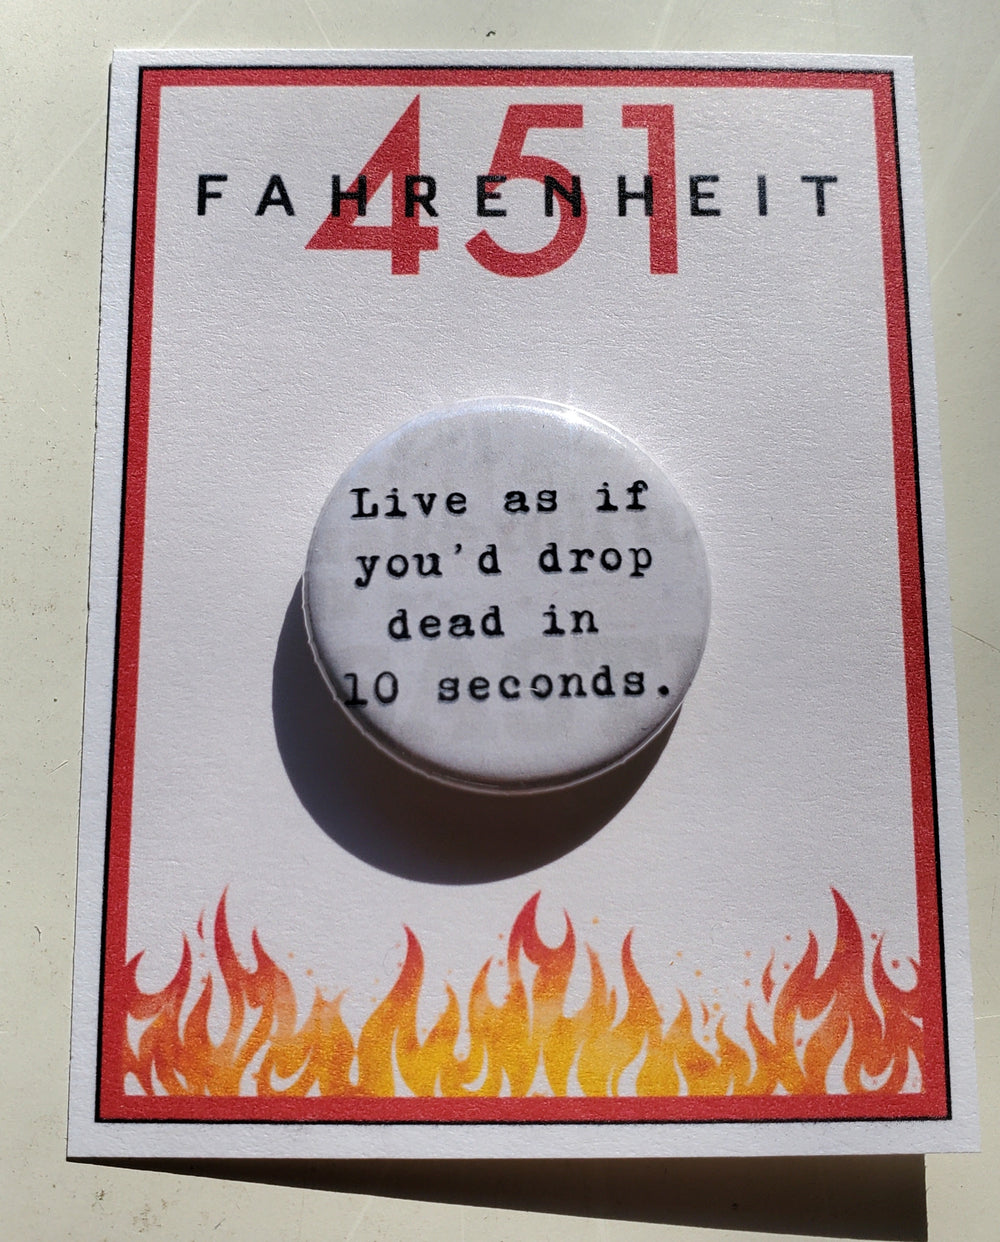 451
FAHRENHEIT
Live as if
you'd drop
dead in
10 seconds.